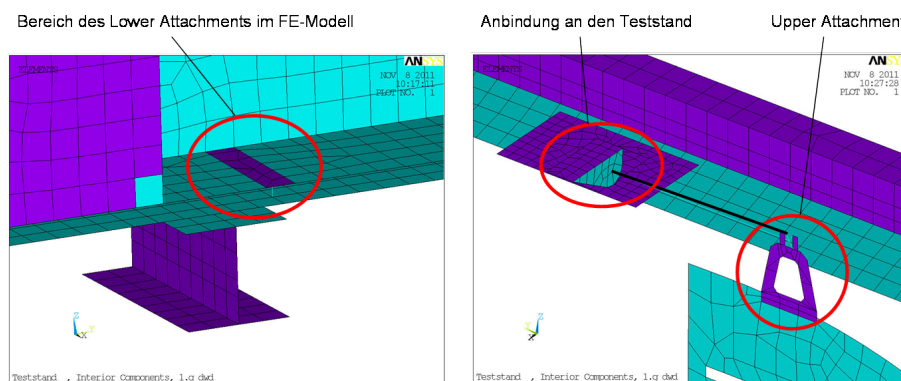 Bereich des Lower Attachments im FE-Modell
Anbindung an den Teststand
Upper Attachment
ELEMENTS
ANSYS
NOV 8 2011
10:17:11
PLOT NO. 1
Z
Y
X
Teststand , Interior Components, 1.g dwd
ELEMENTS
NOV 8 2011
10:27:28
PLOT NO. 1
Z
X
Teststand , Interior Components, 1.g dwd